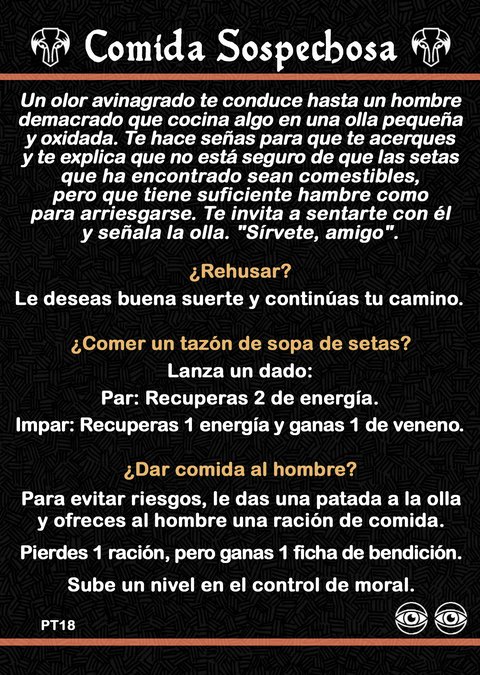 Comida Sospechosa
Un olor avinagrado te conduce hasta un hombre
demacrado que cocina algo en una olla pequeña
y oxidada. Te hace señas para que te acerques
y te explica que no está seguro de que las setas
que ha encontrado sean comestibles,
pero que tiene suficiente hambre como
para arriesgarse. Te invita a sentarte con él
y señala la olla. "Sírvete, amigo".
¿Rehusar?
Le deseas buena suerte y continúas tu camino.
¿Comer un tazón de sopa de setas?
Lanza un dado:
Par: Recuperas 2 de energía.
Impar: Recuperas 1 energía y ganas 1 de veneno.
¿Dar comida al hombre?
Para evitar riesgos, le das una patada a la olla
y ofreces al hombre una ración de comida.
Pierdes 1 ración, pero ganas 1 ficha de bendición.
Sube un nivel en el control de moral.
PT18